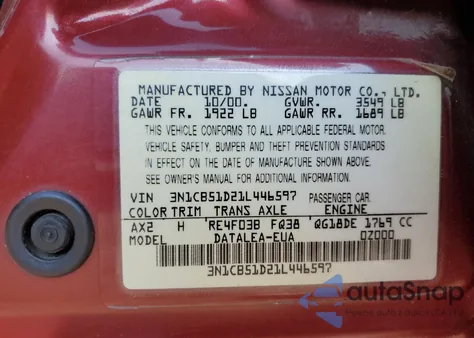 MANUFACTURED BY NISSAN MOTOR CO., LTD.
DATE 10/00. GVWR. 3549 LB
GAWR FR. 1922 LB GAWR RR. 1689 LB
THIS VEHICLE CONFORMS TO ALL APPLICABLE FEDERAL MOTOR.
VEHICLE SAFETY, BUMPER AND THEFT PREVENTION STANDARDS
IN EFFECT ON THE DATE OF MANUFACTURE SHOWN ABOVE.
SEE OWNER'S MANUAL FOR ADDITIONAL INFORMATION.
VIN 3N1CB51D21L446597 PASSENGER CAR.
COLOR TRIM TRANS AXLE ENGINE
AX2 H RE4F03B FQ38 QG18DE 1769 CC
MODEL DATALEA-EUA 0Z000
3N1CB51D21L446597
autoSnap